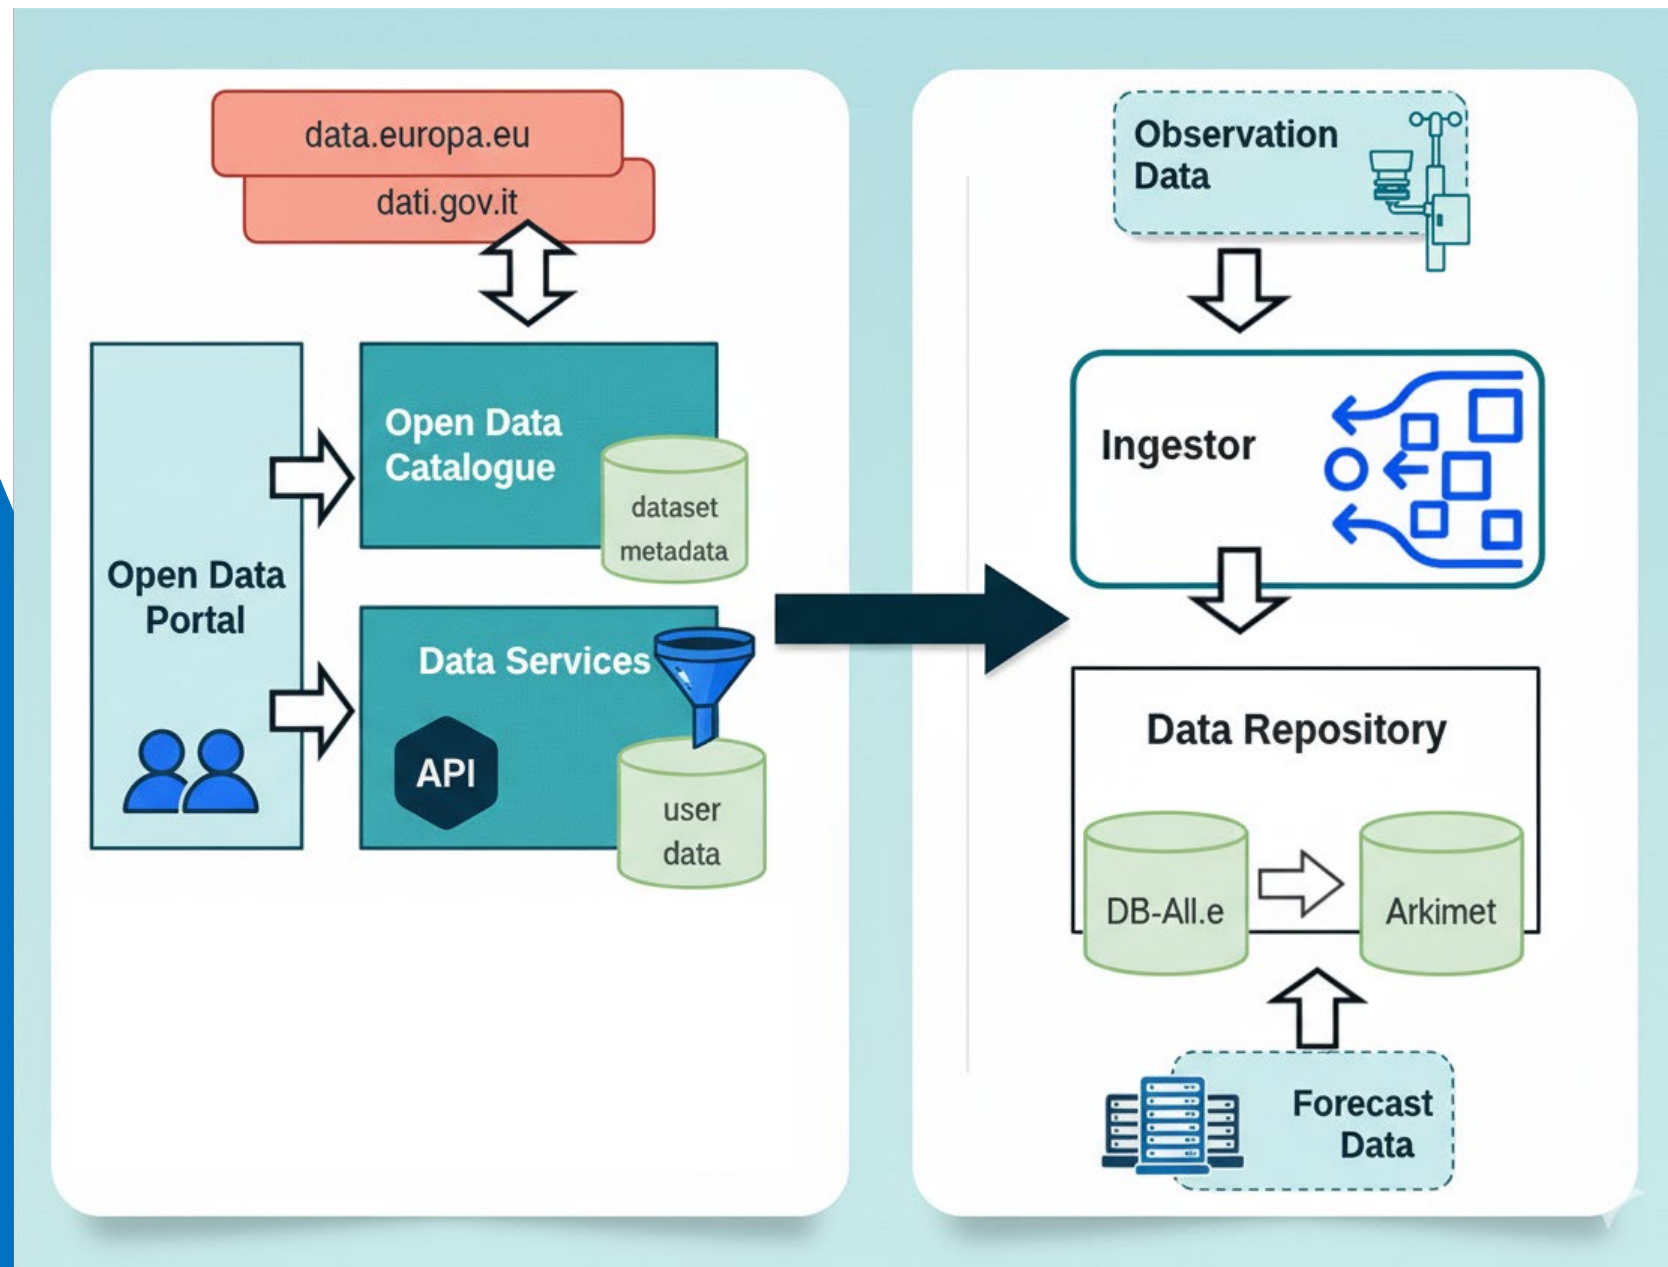 data.europa.eu
dati.gov.it
Open Data
Catalogue
dataset
metadata
Open Data
Portal
Data Services
API
user
data
Observation
Data
Ingestor
Data Repository
DB-All.e
Arkimet
Forecast
Data